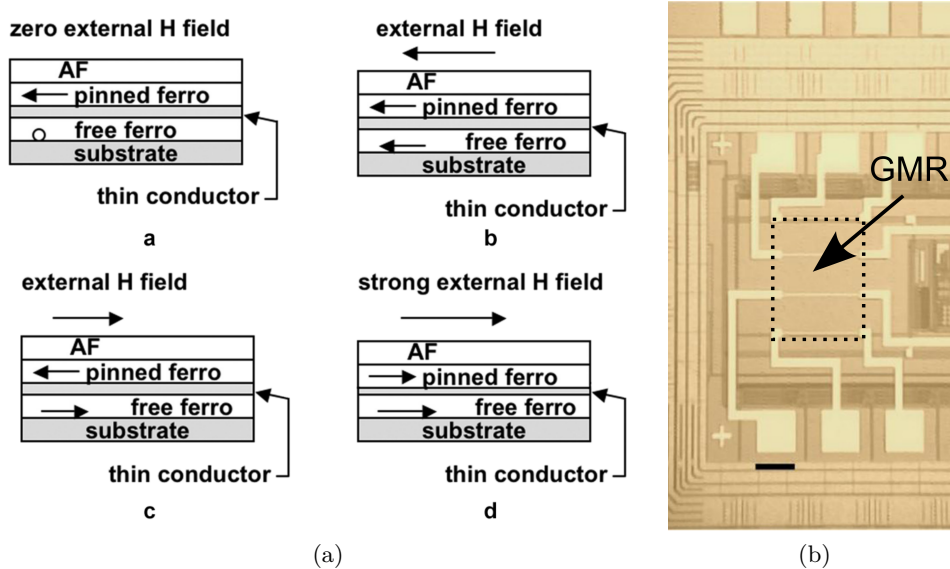 zero external H field
AF
pinned ferro
free ferro
substrate
thin conductor
a
external H field
AF
pinned ferro
free ferro
substrate
thin conductor
b
external H field
AF
pinned ferro
free ferro
substrate
thin conductor
c
strong external H field
AF
pinned ferro
free ferro
substrate
thin conductor
d
(a)
GMR
(b)